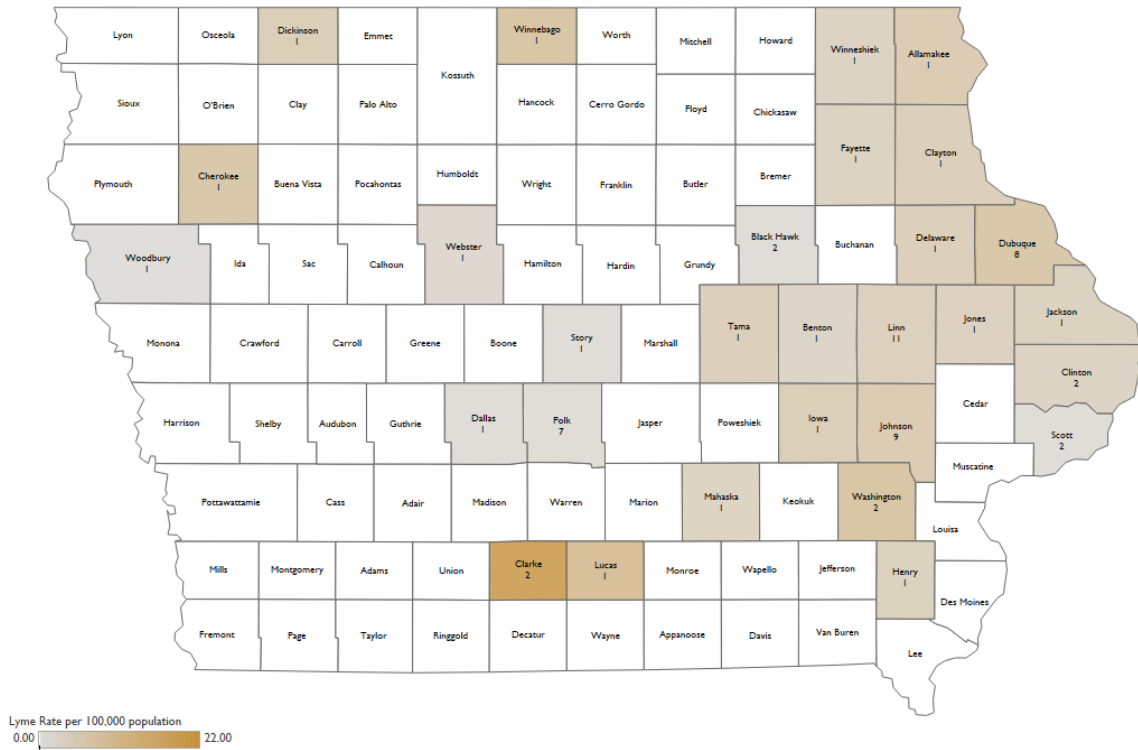 Lyon
Osceola
Dickinson
1
Emmet
Winnebago
1
Worth
Mitchell
Howard
Winneshiek
1
Allamakee
1
Kossuth
Sioux
O'Brien
Clay
Palo Alto
Hancock
Cerro Gordo
Floyd
Chickasaw
Plymouth
Cherokee
1
Buena Vista
Pocahontas
Humboldt
Wright
Franklin
Butler
Bremer
Fayette
1
Clayton
1
Woodbury
1
Ida
Sac
Calhoun
Webster
1
Hamilton
Hardin
Grundy
Black Hawk
2
Buchanan
Delaware
1
Dubuque
8
Monona
Crawford
Carroll
Greene
Boone
Story
1
Marshall
Tama
1
Benton
1
Linn
11
Jones
1
Jackson
1
Clinton
2
Harrison
Shelby
Audubon
Guthrie
Dallas
1
Polk
7
Jasper
Poweshiek
Iowa
1
Johnson
9
Cedar
Scott
2
Muscatine
Pottawattamie
Cass
Adair
Madison
Warren
Marion
Mahaska
1
Keokuk
Washington
2
Louisa
Mills
Montgomery
Adams
Union
Clarke
2
Lucas
1
Monroe
Wapello
Jefferson
Henry
1
Des Moines
Fremont
Page
Taylor
Ringgold
Decatur
Wayne
Appanoose
Davis
Van Buren
Lee
Lyme Rate per 100,000 population
0.00 22.00